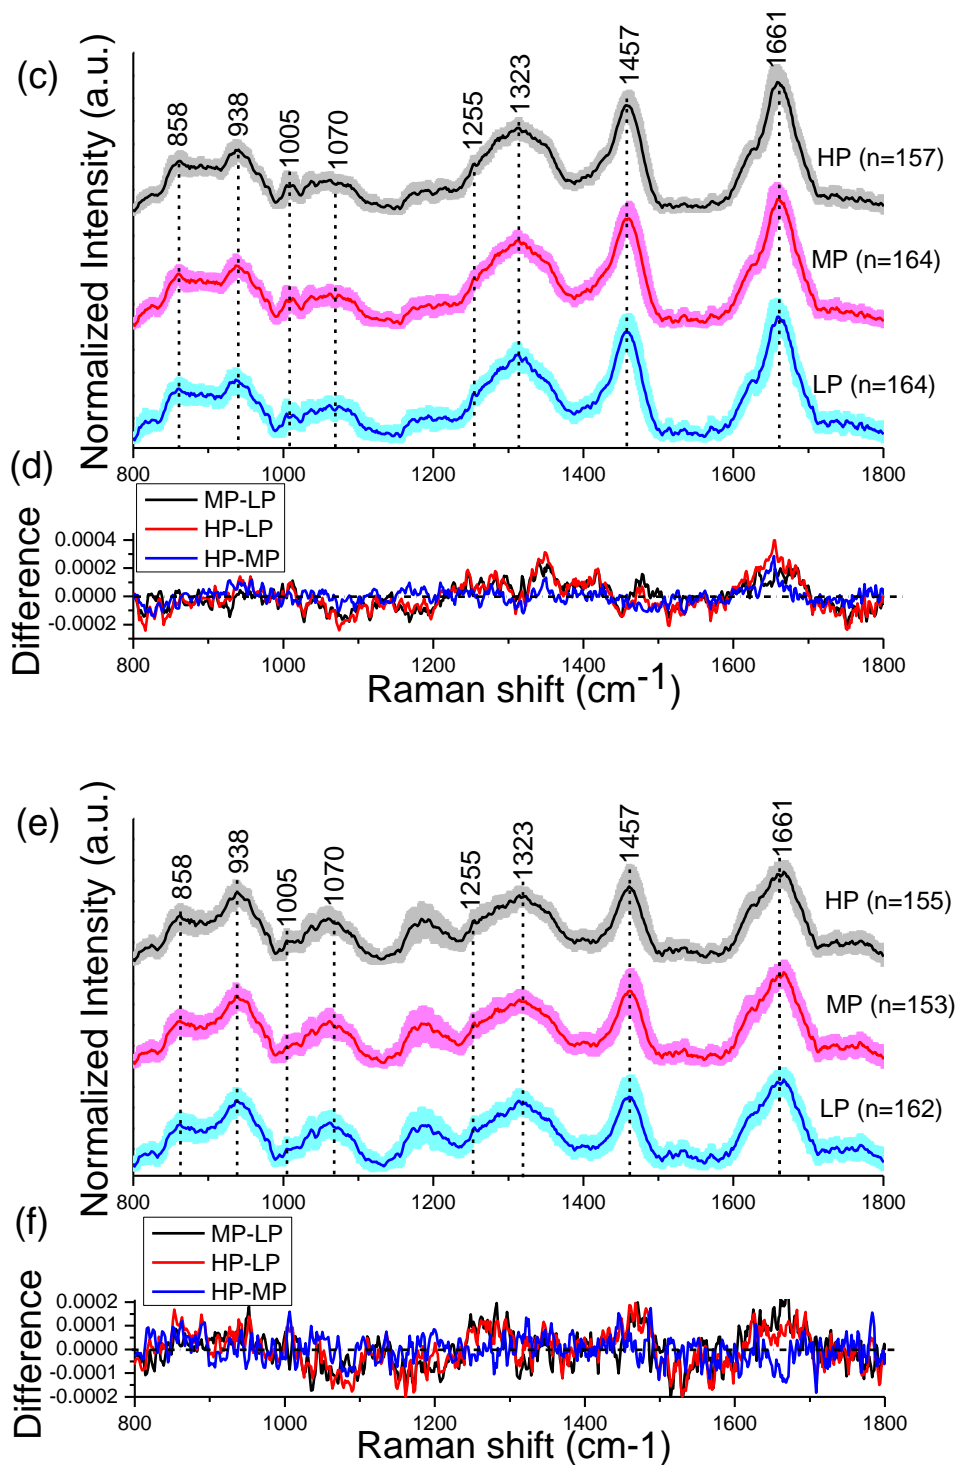 (c)
Normalized Intensity (a.u.)
858
938
1005
1070
1255
1323
1457
1661
HP (n=157)
MP (n=164)
LP (n=164)
800 1000 1200 1400 1600 1800
(d)
MP-LP
HP-LP
HP-MP
Difference
0.0004
0.0002
0.0000
-0.0002
800 1000 1200 1400 1600 1800
Raman shift (cm-1)
(e)
Normalized Intensity (a.u.)
858
938
1005
1070
1255
1323
1457
1661
HP (n=155)
MP (n=153)
LP (n=162)
800 1000 1200 1400 1600 1800
(f)
MP-LP
HP-LP
HP-MP
Difference
0.0002
0.0001
0.0000
-0.0001
-0.0002
800 1000 1200 1400 1600 1800
Raman shift (cm-1)